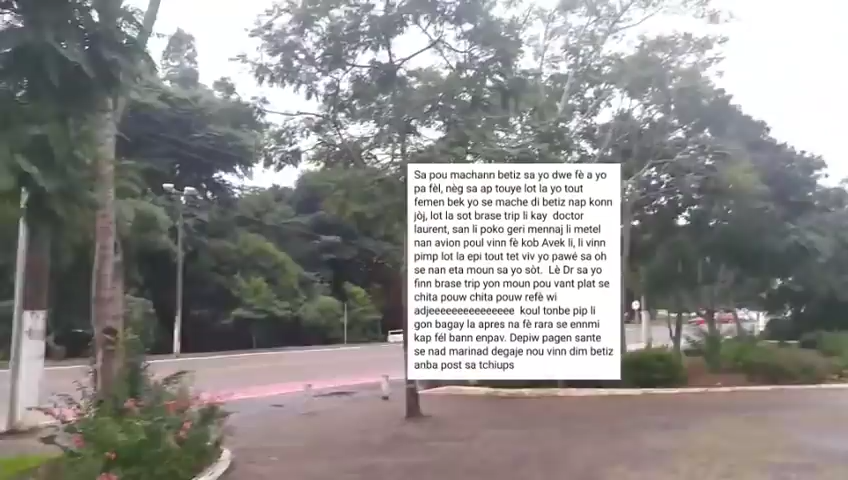 Sa pou machann betiz sa yo dwe fè a yo
pa fèl, nèg sa ap touye lot la yo tout
femen bek yo se mache di betiz nap konn
jòj, lot la sot brase trip li kay doctor
laurent, san li poko geri mennaj li metel
nan avion poul vinn fè kob Avek li, li vinn
pimp lot la epi tout tet viv yo pawé sa oh
se nan eta moun sa yo sòt. Lè Dr sa yo
finn brase trip yon moun pou vant plat se
chita pouw chita pouw refè wi
adjeeeeeeeeeeeeeee koul tonbe pip li
gon bagay la apres na fè rara se ennmi
kap fél bann enpav. Depiw pagen sante
se nad marinad degaje nou vinn dim betiz
anba post sa tchiups